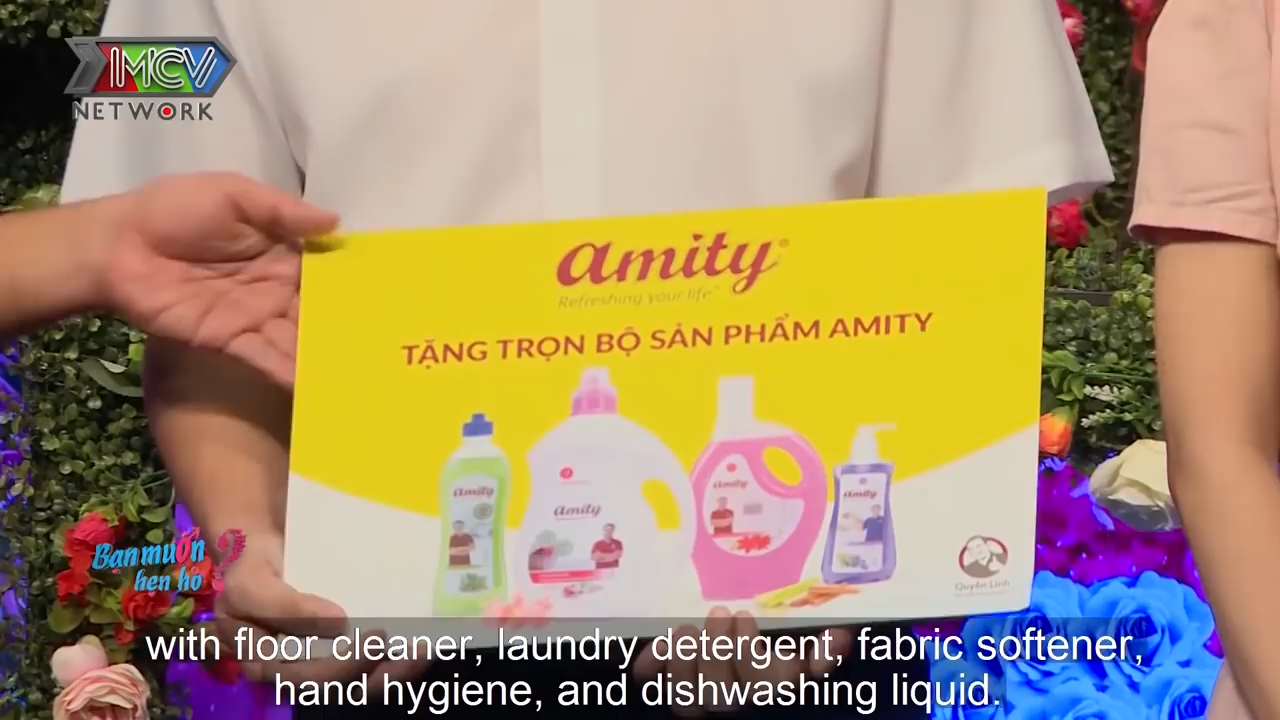 MCV
NETWORK
amity
Refreshing your life
TẶNG TRỌN BỘ SẢN PHẨM AMITY
amity
amity
amity
amity
Quyền Linh
Bạn muốn
hẹn hò ?
with floor cleaner, laundry detergent, fabric softener,
hand hygiene, and dishwashing liquid.